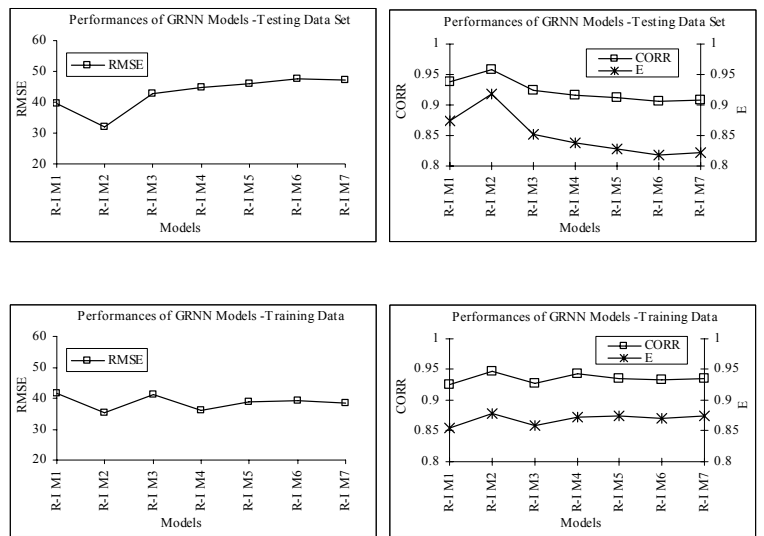 Performances of GRNN Models -Testing Data Set
60
50
40
30
20
RMSE
RMSE
R-I M1
R-I M2
R-I M3
R-I M4
R-I M5
R-I M6
R-I M7
Models
Performances of GRNN Models -Testing Data Set
1
0.95
0.9
0.85
0.8
CORR
CORR
E
1
0.95
0.9
0.85
0.8
E
R-I M1
R-I M2
R-I M3
R-I M4
R-I M5
R-I M6
R-I M7
Models
Performances of GRNN Models -Training Data
60
50
40
30
20
RMSE
RMSE
R-I M1
R-I M2
R-I M3
R-I M4
R-I M5
R-I M6
R-I M7
Models
Performances of GRNN Models -Training Data
1
0.95
0.9
0.85
0.8
CORR
CORR
E
1
0.95
0.9
0.85
0.8
E
R-I M1
R-I M2
R-I M3
R-I M4
R-I M5
R-I M6
R-I M7
Models